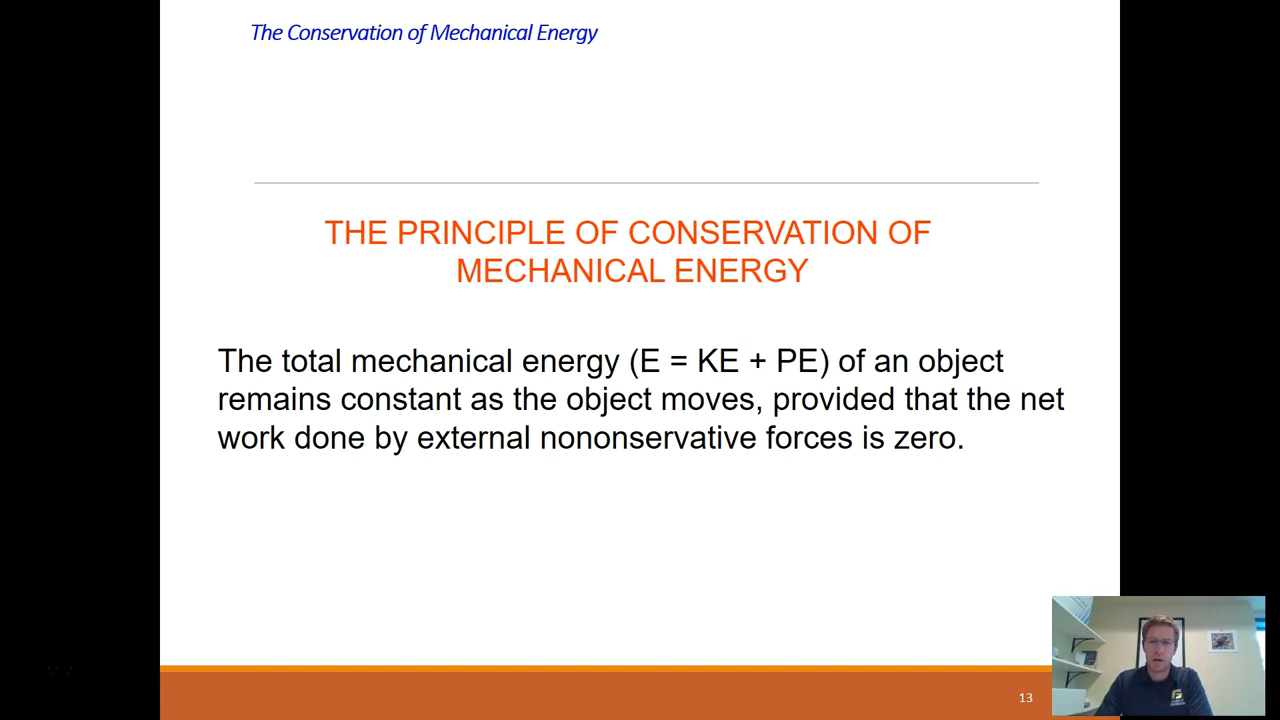 The Conservation of Mechanical Energy
THE PRINCIPLE OF CONSERVATION OF
MECHANICAL ENERGY
The total mechanical energy (E = KE + PE) of an object
remains constant as the object moves, provided that the net
work done by external nononservative forces is zero.
13